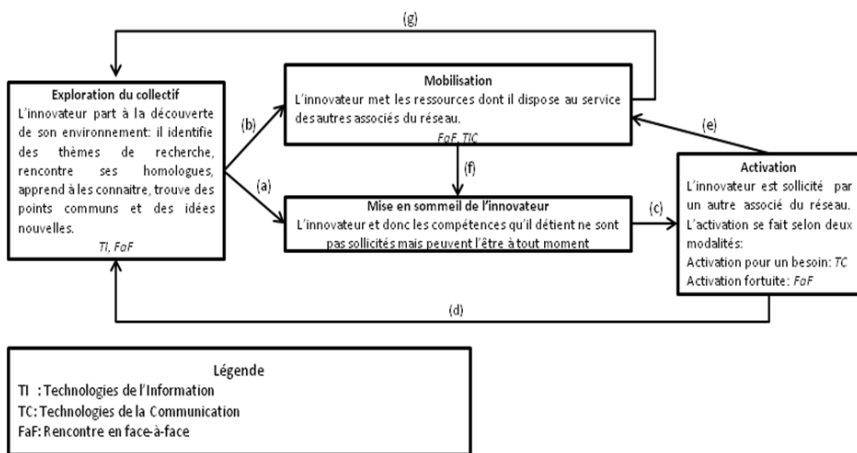 (g)
Exploration du collectif
L'innovateur part à la découverte
de son environnement: il identifie
des thèmes de recherche,
rencontre ses homologues,
apprend à les connaitre, trouve des
points communs et des idées
nouvelles.
TI, FaF
(b)
(a)
Mobilisation
L'innovateur met les ressources dont il dispose au service
des autres associés du réseau.
FaF, TIC
(f)
Mise en sommeil de l'innovateur
L'innovateur et donc les compétences qu'il détient ne sont
pas sollicités mais peuvent l'être à tout moment
(e)
(c)
Activation
L'innovateur est sollicité par
un autre associé du réseau.
L'activation se fait selon deux
modalités:
Activation pour un besoin: TC
Activation fortuite: FaF
(d)
Légende
TI : Technologies de l'Information
TC: Technologies de la Communication
FaF: Rencontre en face-à-face